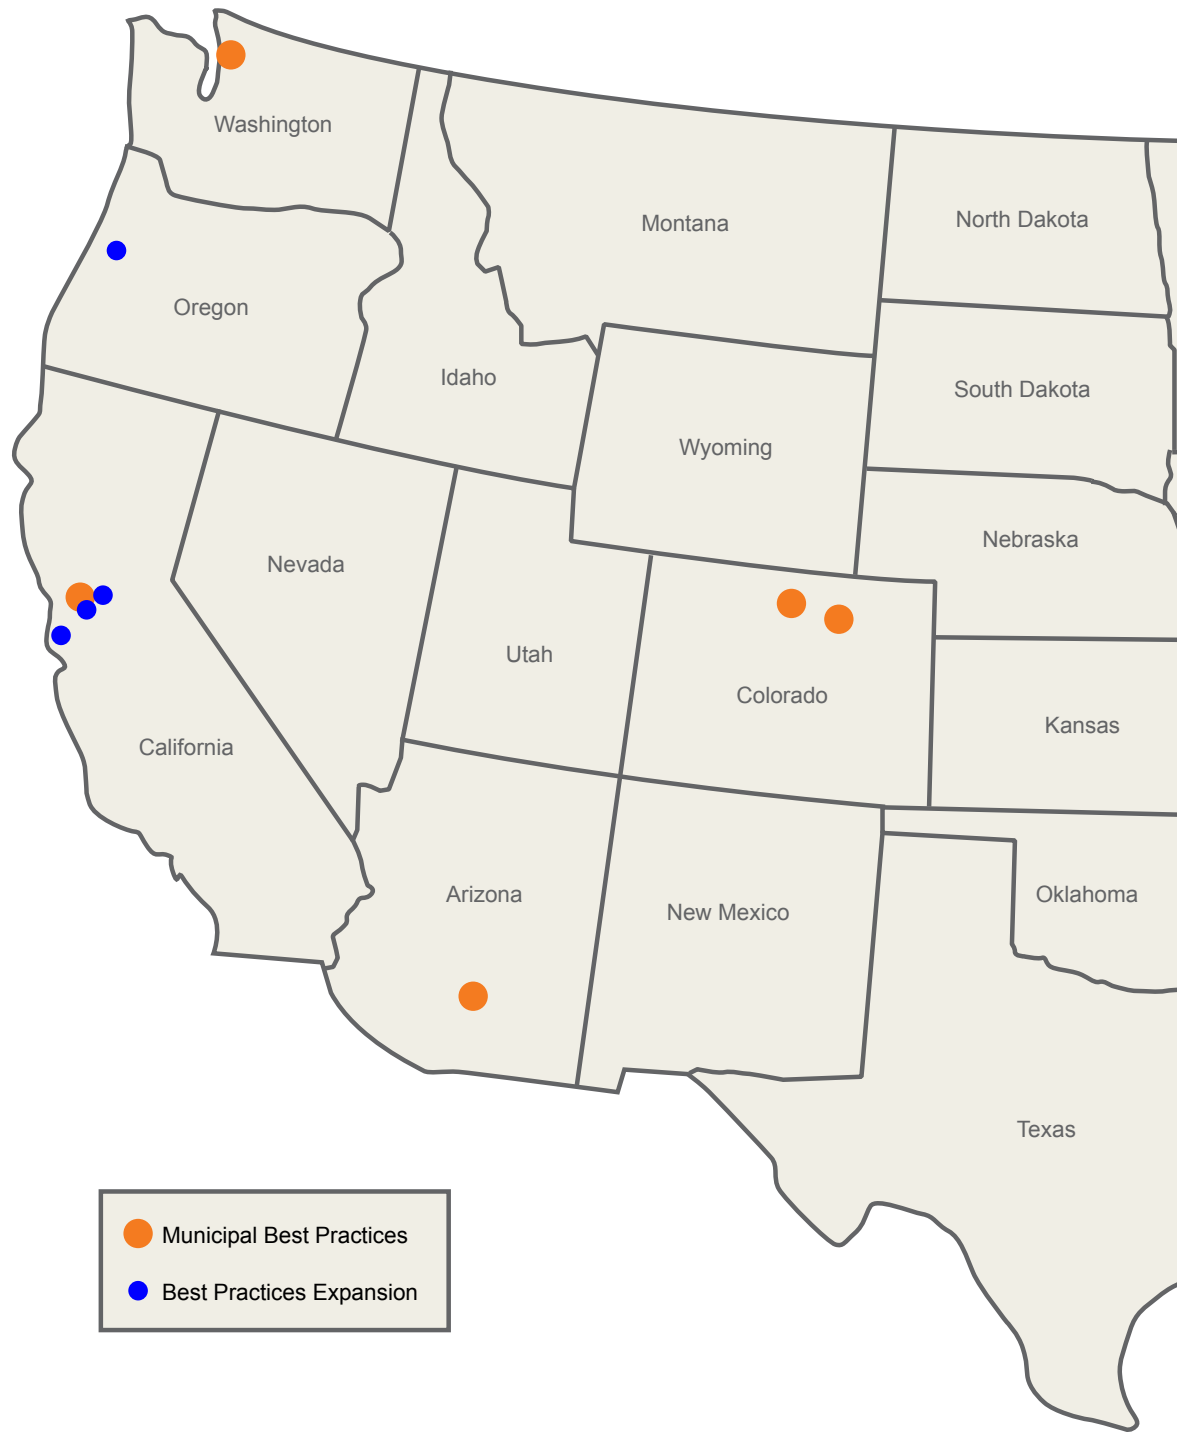 Washington
Montana
North Dakota
Oregon
Idaho
South Dakota
Wyoming
Nebraska
Nevada
Utah
Colorado
Kansas
California
Arizona
New Mexico
Oklahoma
Texas
Municipal Best Practices
Best Practices Expansion